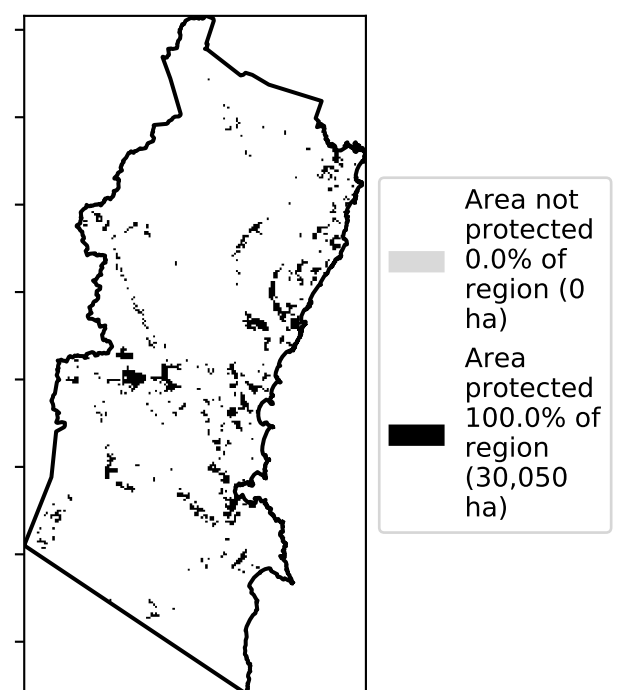 Area not
protected
0.0% of
region (0
ha)
Area
protected
100.0% of
region
(30,050
ha)